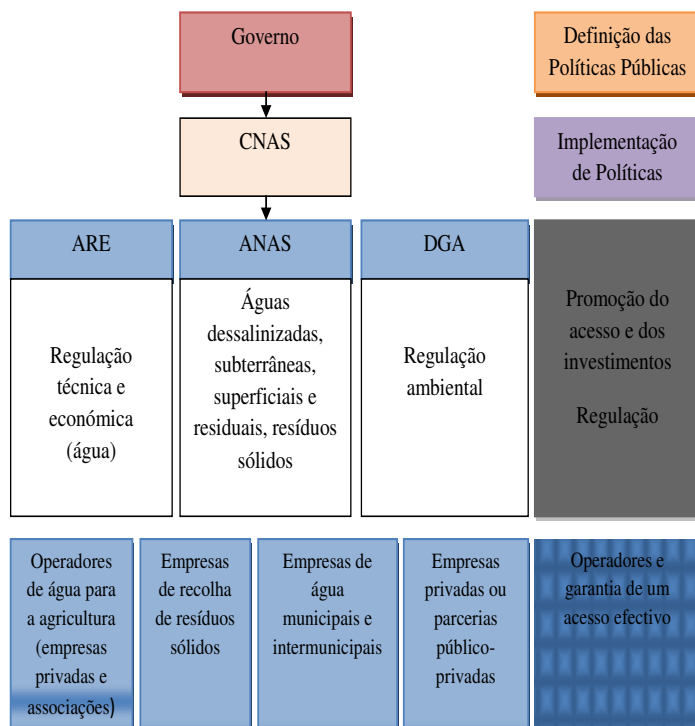 Governo
Definição das
Políticas Públicas
CNAS
Implementação
de Políticas
ARE
ANAS
DGA
Regulação
técnica e
económica
(água)
Águas
dessalinizadas,
subterrâneas,
superficiais e
residuais, resíduos
sólidos
Regulação
ambiental
Promoção do
acesso e dos
investimentos
Regulação
Operadores
de água para
a agricultura
(empresas
privadas e
associações)
Empresas
de recolha
de resíduos
sólidos
Empresas de
água
municipais e
intermunicipais
Empresas
privadas ou
parcerias
público-
privadas
Operadores e
garantia de um
acesso efectivo